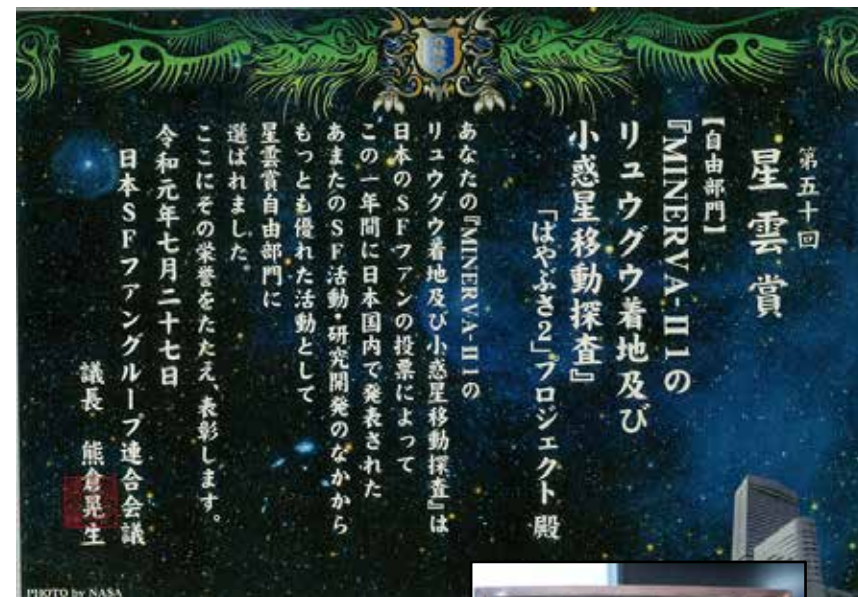 第五十回
星雲賞
【自由部門】
『MINERVA-II1の
リュウグウ着地及び
小惑星移動探査』
「はやぶさ2」プロジェクト 殿
あなたの『MINERVA-II1の
リュウグウ着地及び小惑星移動探査』は
日本のSFファンの投票によって
この一年間に日本国内で発表された
あまたのSF活動・研究開発のなかから
もっとも優れた活動として
星雲賞自由部門に
選ばれました。
ここにその栄誉をたたえ、表彰します。
令和元年七月二十七日
日本SFファングループ連合会議
議長 熊倉晃生
PHOTO by NASA